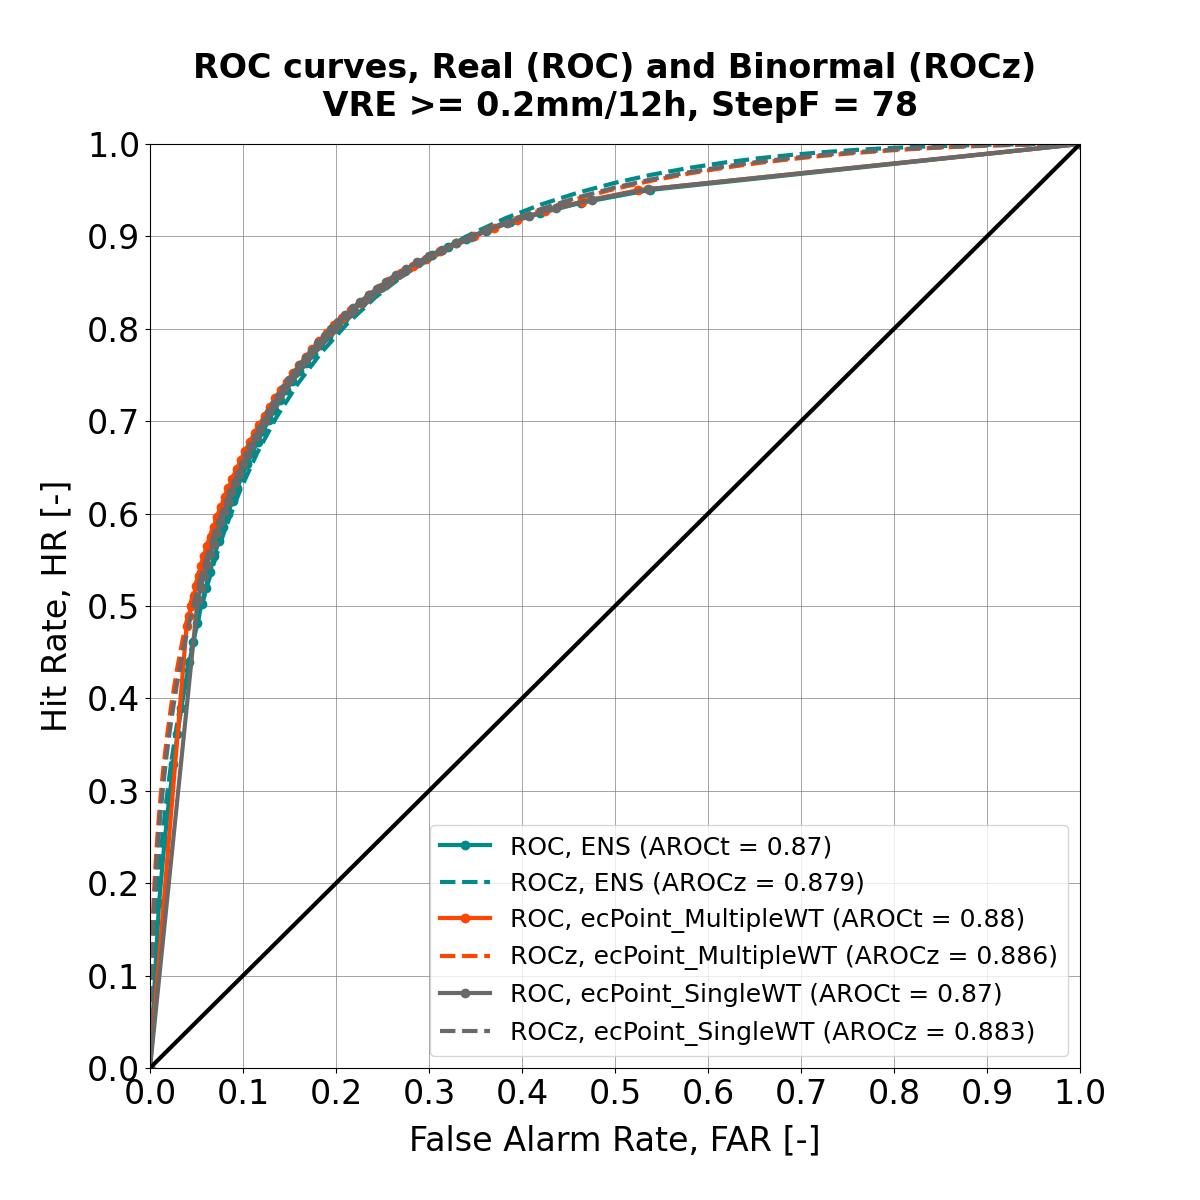 ROC curves, Real (ROC) and Binormal (ROCz)
VRE >= 0.2mm/12h, StepF = 78
1.0
0.9
0.8
0.7
0.6
0.5
0.4
0.3
0.2
0.1
0.0
Hit Rate, HR [-]
ROC, ENS (AROCt = 0.87)
ROCz, ENS (AROCz = 0.879)
ROC, ecPoint_MultipleWT (AROCt = 0.88)
ROCz, ecPoint_MultipleWT (AROCz = 0.886)
ROC, ecPoint_SingleWT (AROCt = 0.87)
ROCz, ecPoint_SingleWT (AROCz = 0.883)
0.0 0.1 0.2 0.3 0.4 0.5 0.6 0.7 0.8 0.9 1.0
False Alarm Rate, FAR [-]